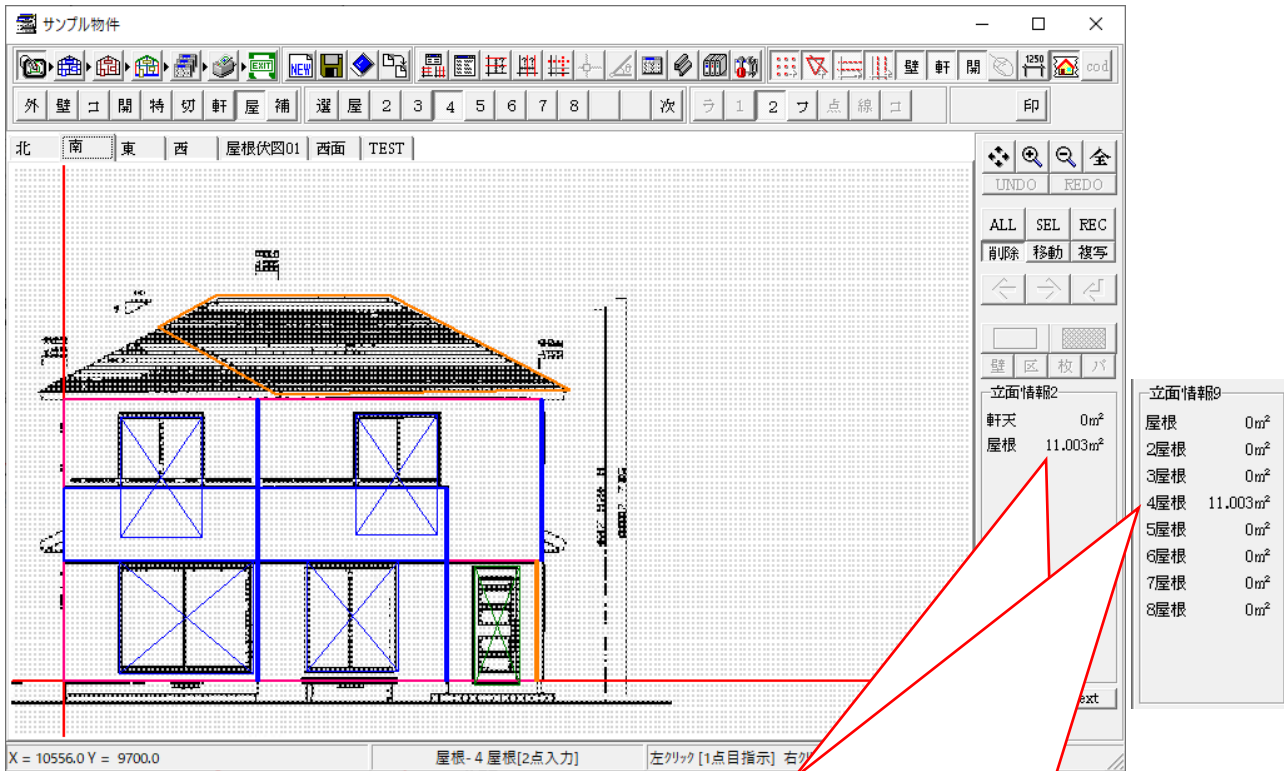 サンプル物件
EXIT NEW 壁 軒 開 1250 cod
外 壁 コ 開 特 切 軒 屋 補 選 屋 2 3 4 5 6 7 8 次 ラ 1 2 フ 点 線 コ 印
北 南 東 西 屋根伏図01 西面 TEST
全
UNDO REDO
ALL SEL REC
削除 移動 複写
壁 区 枚 パ
立面情報2
軒天 0㎡
屋根 11.003㎡
立面情報9
屋根 0㎡
2屋根 0㎡
3屋根 0㎡
4屋根 11.003㎡
5屋根 0㎡
6屋根 0㎡
7屋根 0㎡
8屋根 0㎡
ext
X = 10556.0 Y = 9700.0 屋根- 4 屋根[2点入力] 左クリック [1点目指示] 右ク